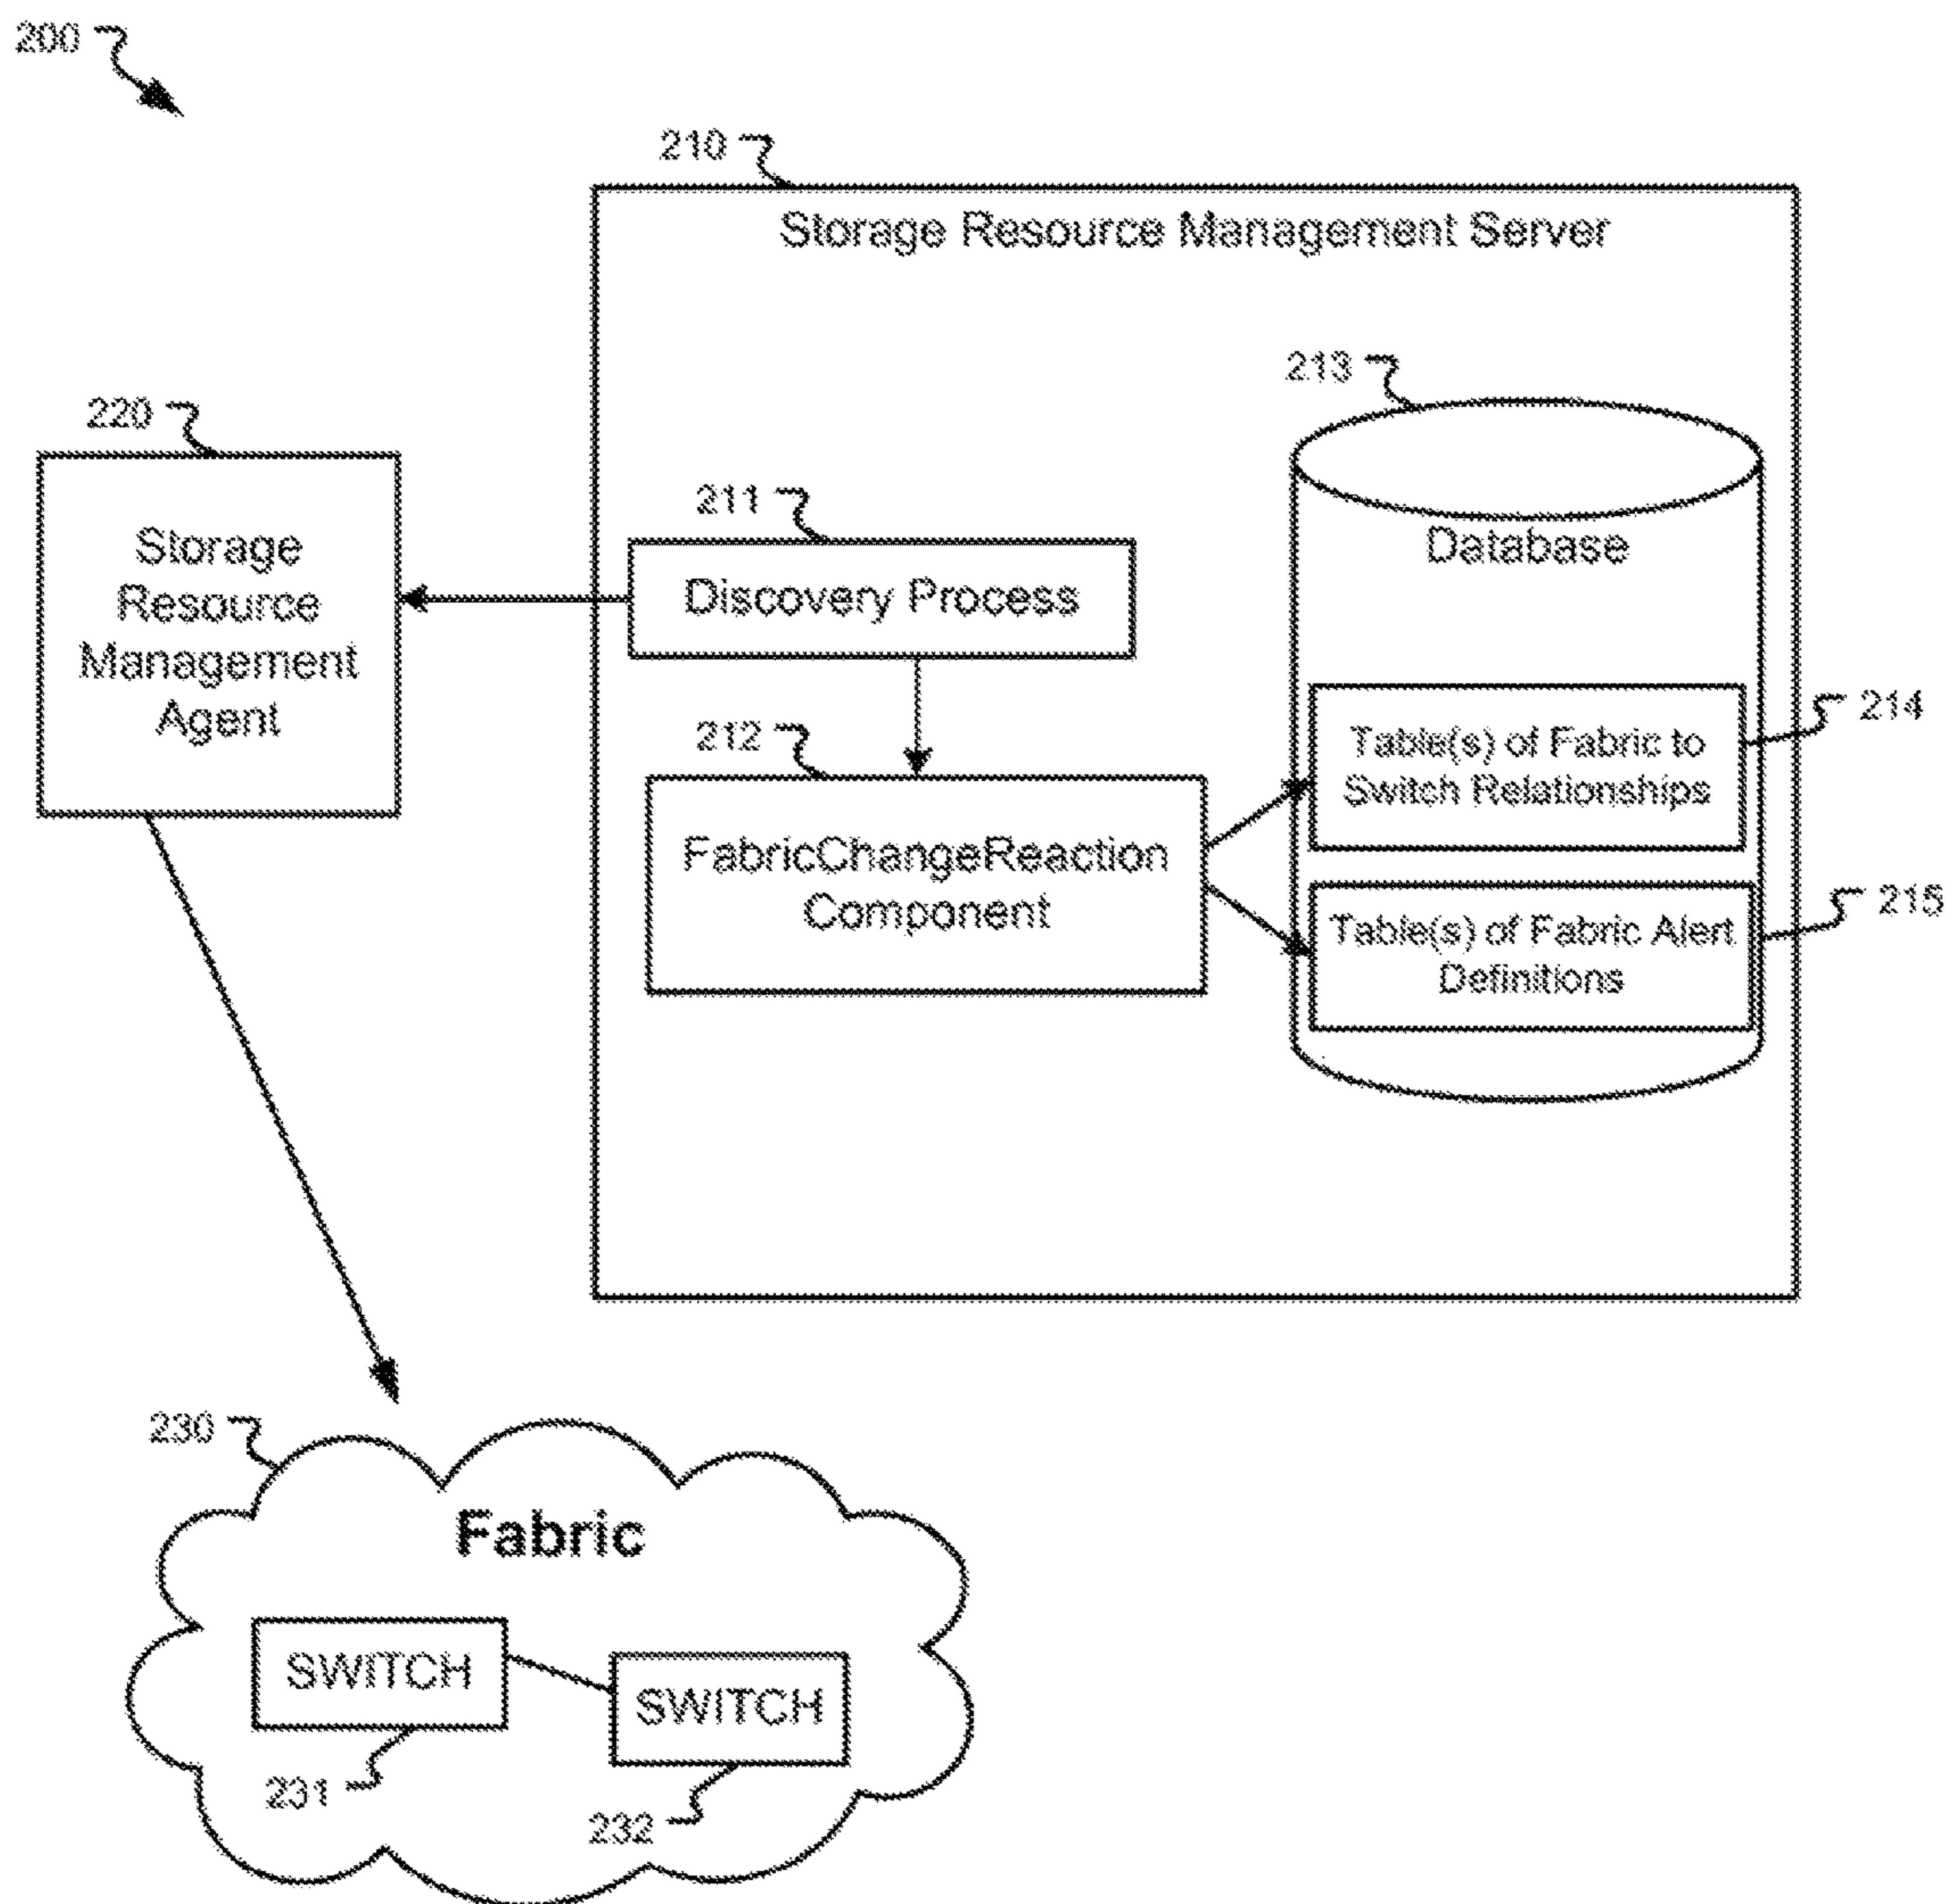 200
210
Storage Resource Management Server
213
220
211
Database
Storage
Resource
Management
Agent
Discovery Process
214
212
Table(s) of Fabric to
Switch Relationships
FabricChangeReaction
Component
215
Table(s) of Fabric Alert
Definitions
230
Fabric
SWITCH
SWITCH
231
232